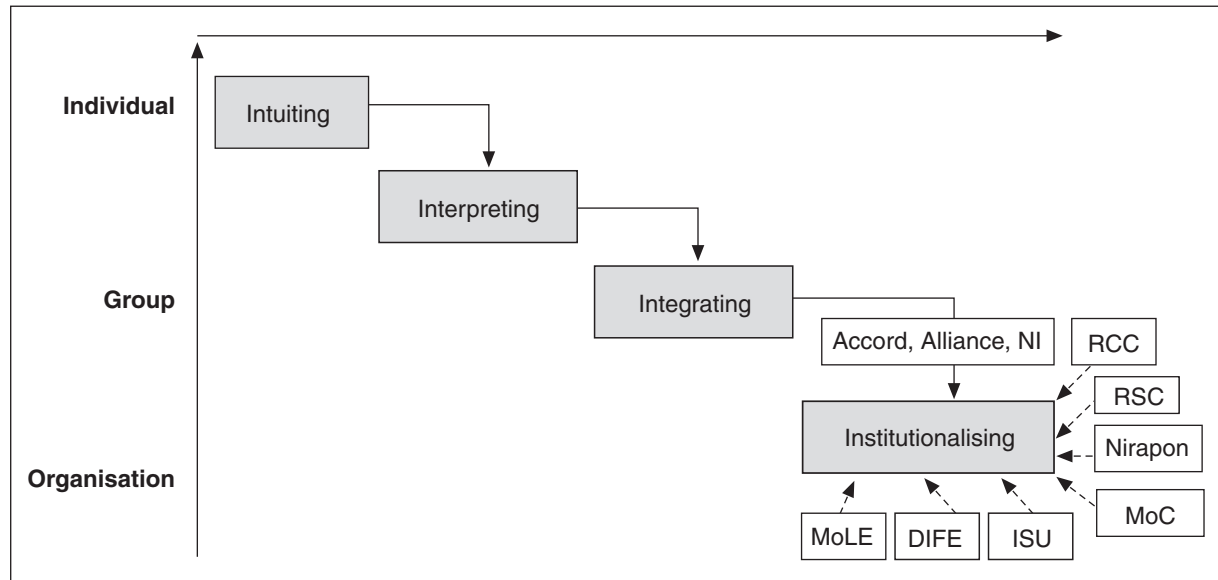 Individual
Intuiting
Interpreting
Group
Integrating
Accord, Alliance, NI
RCC
RSC
Institutionalising
Nirapon
Organisation
MoC
MoLE
DIFE
ISU